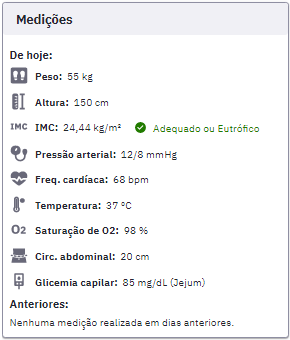 Medições
De hoje:
Peso: 55 kg
Altura: 150 cm
IMC IMC: 24,44 kg/m² Adequado ou Eutrófico
Pressão arterial: 12/8 mmHg
Freq. cardíaca: 68 bpm
Temperatura: 37 ºC
O2 Saturação de O2: 98 %
Circ. abdominal: 20 cm
Glicemia capilar: 85 mg/dL (Jejum)
Anteriores:
Nenhuma medição realizada em dias anteriores.